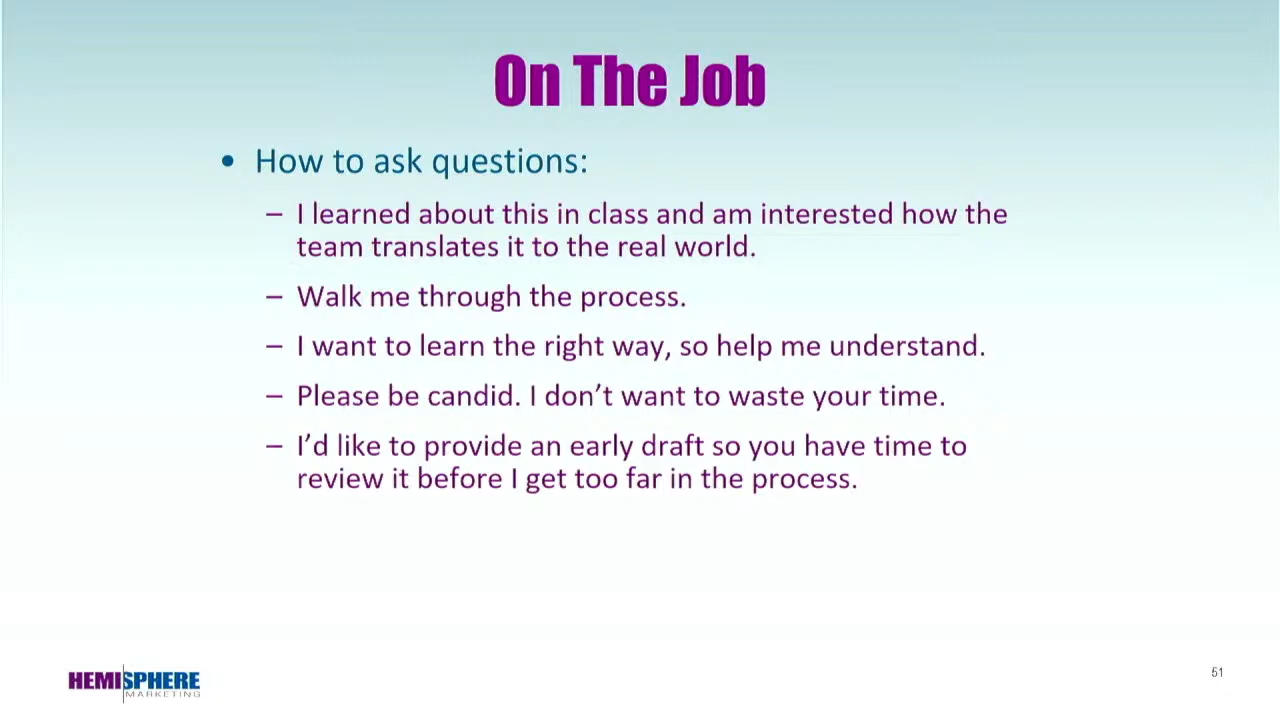 On The Job
• How to ask questions:
– I learned about this in class and am interested how the
team translates it to the real world.
– Walk me through the process.
– I want to learn the right way, so help me understand.
– Please be candid. I don’t want to waste your time.
– I’d like to provide an early draft so you have time to
review it before I get too far in the process.
HEMISPHERE
MARKETING
51